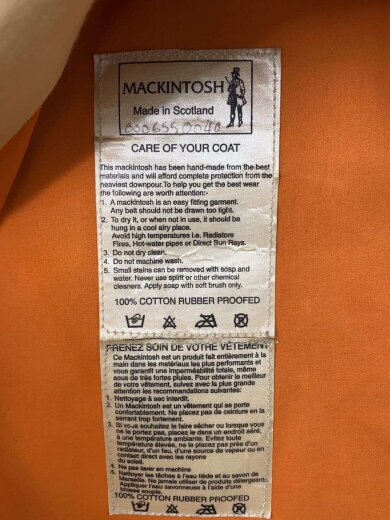 MACKINTOSH
Made in Scotland
CARE OF YOUR COAT
This mackintosh has been hand-made from the best
materials and will afford complete protection from the
heaviest downpour.To help you get the best wear
the following are worth attention:-
1. A mackintosh is an easy fitting garment.
Any belt should not be drawn too tight.
2. To dry it, or when not in use, it should be
hung in a cool airy place.
Avoid high temperatures i.e. Radiators
Fires, Hot-water pipes or Direct Sun Rays.
3. Do not dry clean.
4. Do not machine wash.
5. Small stains can be removed with soap and
water. Never use spirit or other chemical
cleaners. Apply soap with soft brush only.
100% COTTON RUBBER PROOFED
PRENEZ SOIN DE VOTRE VÊTEMENT
Ce Mackintosh est un produit fait entièrement à la
main dans les matériaux les plus performants et
vous garantit une imperméabilité totale, même
sous de très fortes pluies. Pour obtenir le meilleur
de votre vêtement, suivez avec la plus grande
attention les recommandations suivantes:
1. Nettoyage à sec interdit.
2. Un Mackintosh est un vêtement qui se porte
confortablement. Ne placez pas de ceinture en la
serrant trop fortement.
3. Si vous souhaitez le faire sécher ou lorsque vous
ne le portez pas, placez le dans un endroit aéré,
à une température ambiante. Evitez toute
température élevée, ne le placez pas près d'un
radiateur, d'un feu, d'une source de vapeur ou en
contact direct avec les rayons
du soleil.
4. Ne pas laver en machine
5. Nettoyer les tâches à l'eau tiède et au savon de
Marseille. Ne jamais utiliser de dégraissant.
Appliquer l'eau savonneuse à l'aide d'une
brosse souple.
100% COTTON RUBBER PROOFED